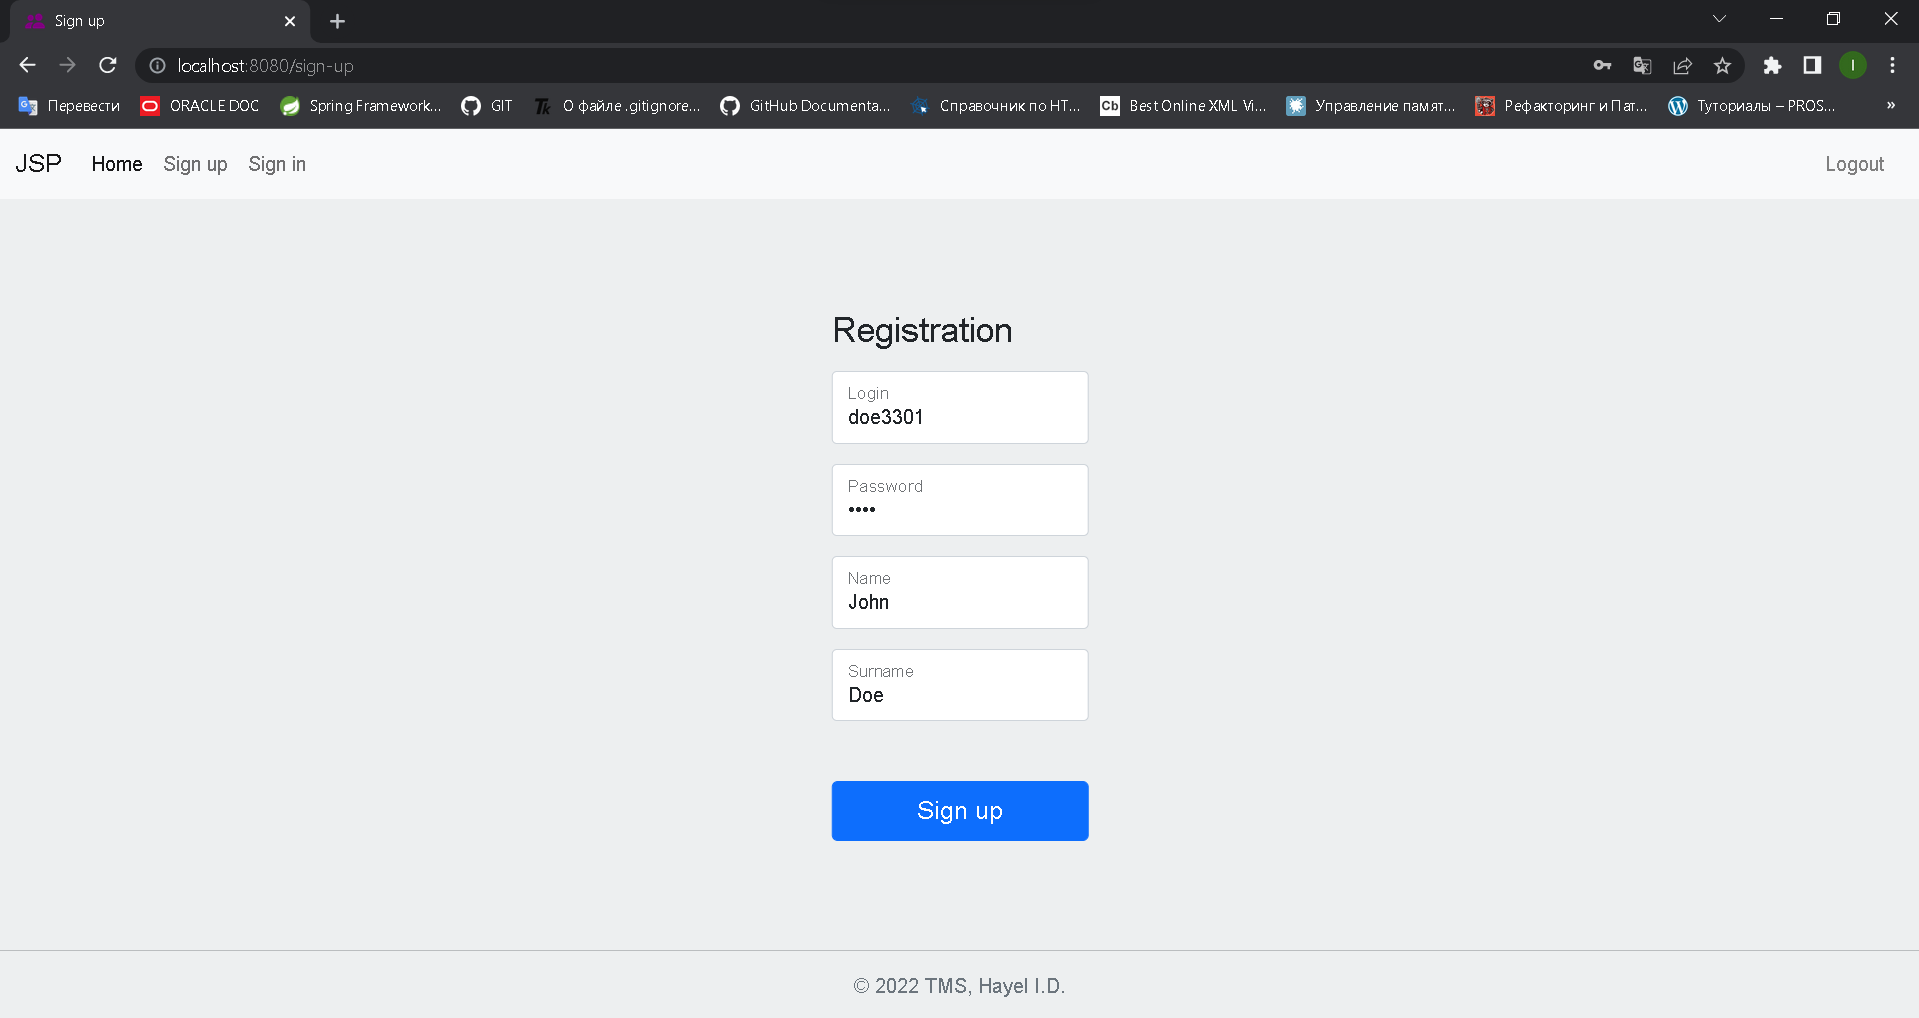 Sign up
localhost:8080/sign-up
Перевести ORACLE DOC Spring Framework... GIT Tk О файле .gitignore... GitHub Documenta... Справочник по HT... Cb Best Online XML Vi... Управление памят... Рефакторинг и Пат... Туториалы – PROS... »
JSP Home Sign up Sign in Logout
Registration
Login
doe3301
Password
••••
Name
John
Surname
Doe
Sign up
© 2022 TMS, Hayel I.D.